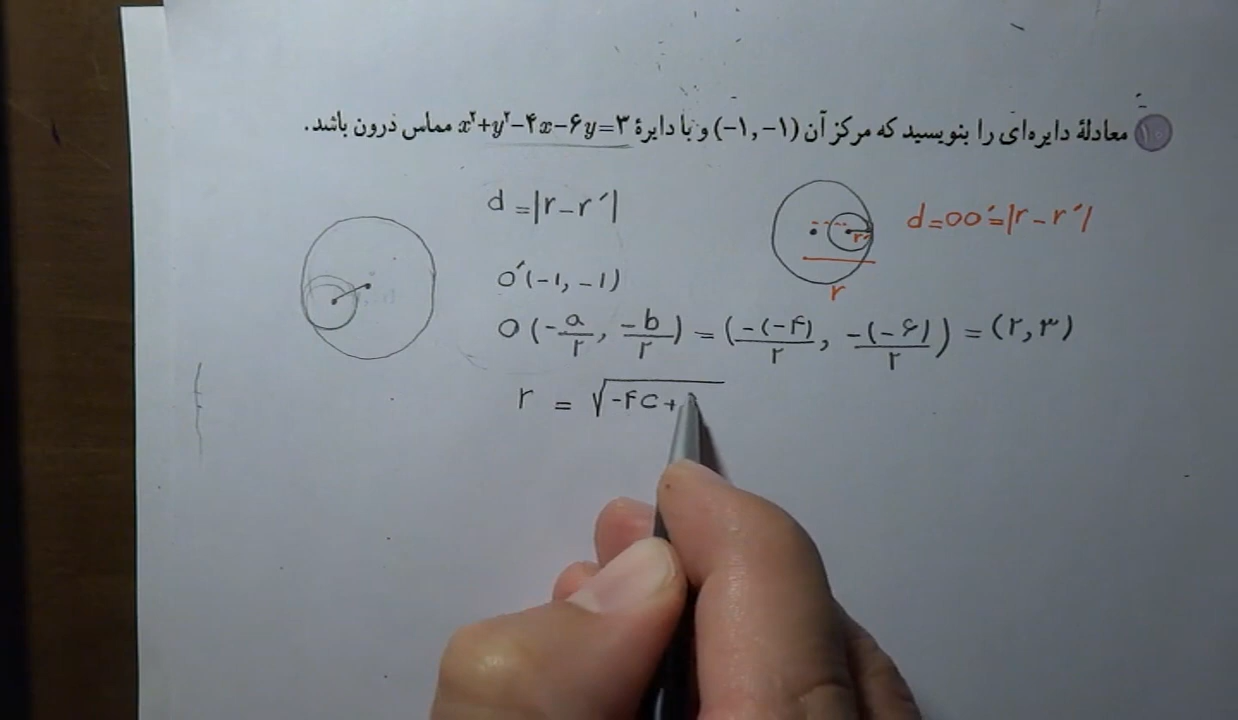 ۱۰ معادلهٔ دایره‌ای را بنویسید که مرکز آن (−۱, −۱) و با دایرهٔ x²+y²−۴x−۶y=۳ مماس درون باشد.
d = |r − r′|
d = oo′ = |r − r′|
r′
r
O′(−۱, −۱)
O(−a/۲, −b/۲) = (−(−۴)/۲, −(−۶)/۲) = (۲, ۳)
r = √−۴c +